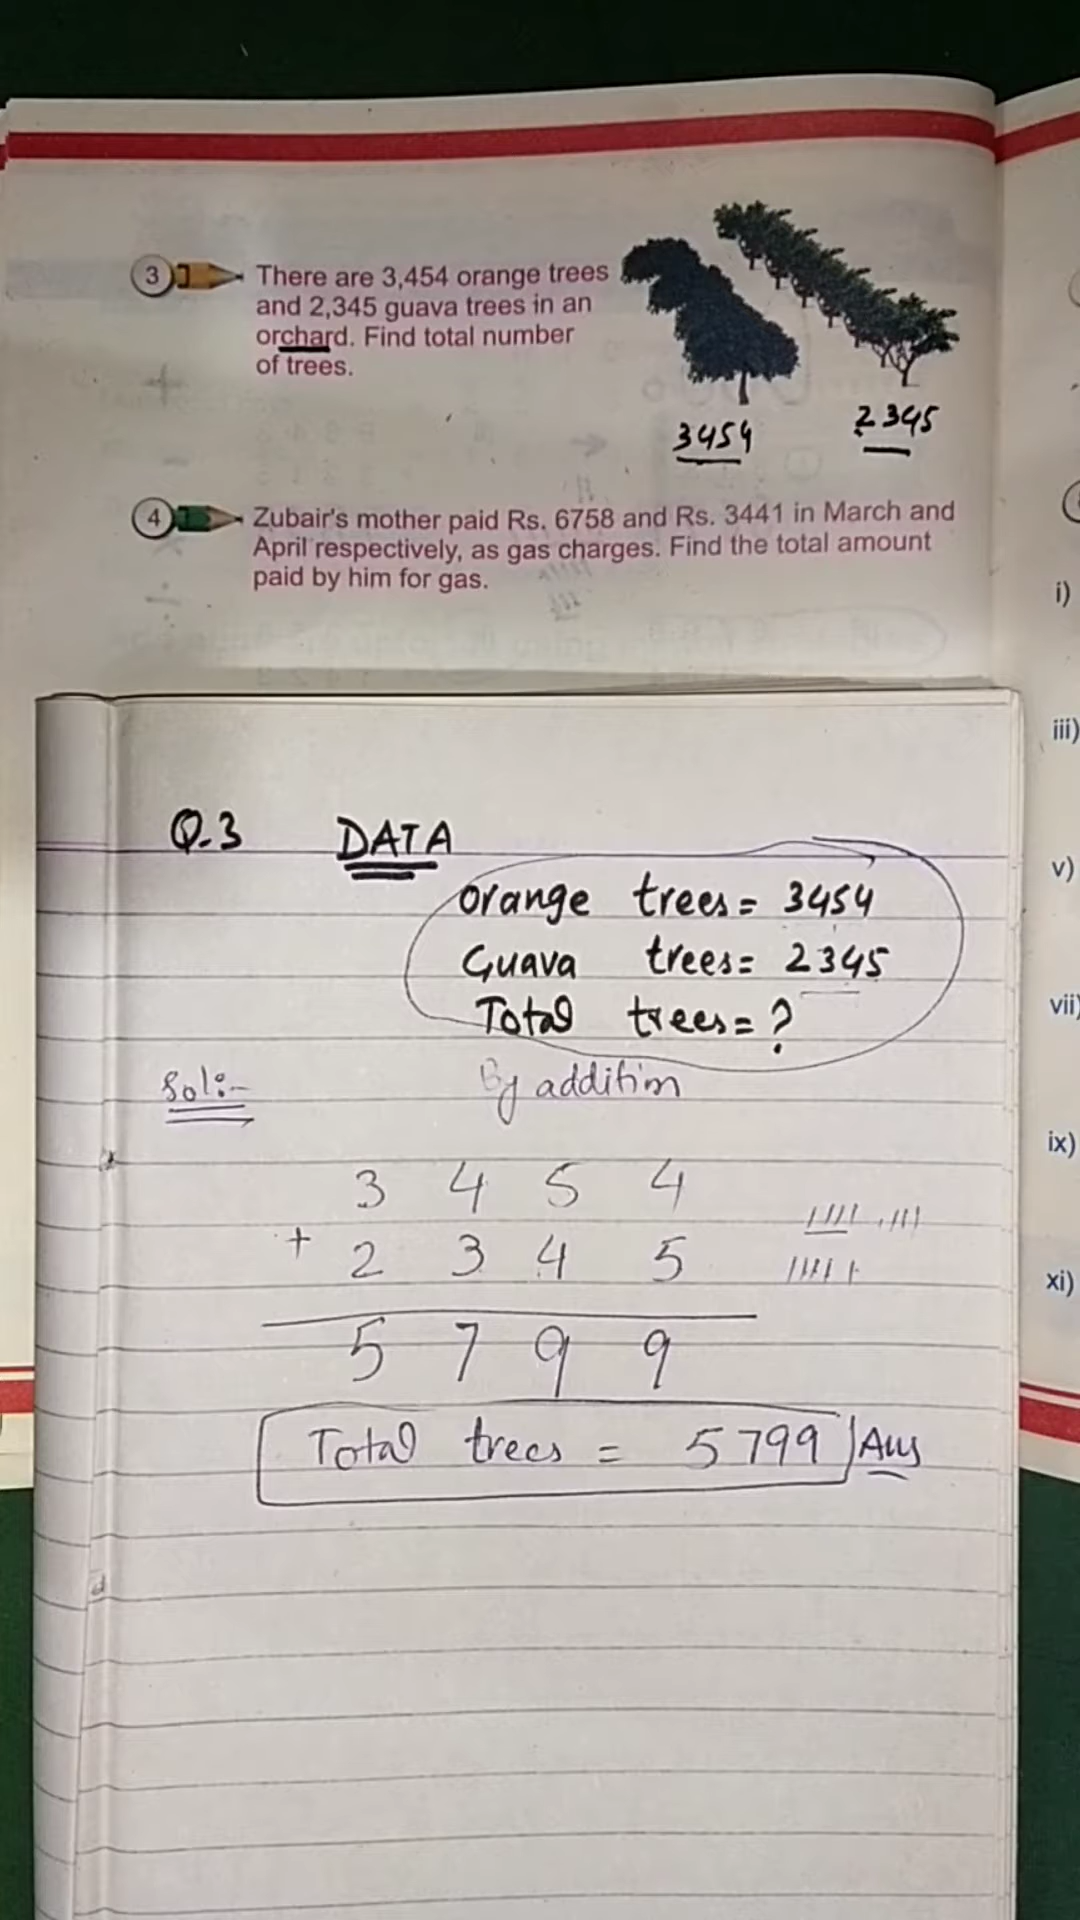 3 There are 3,454 orange trees
and 2,345 guava trees in an
orchard. Find total number
of trees.
3454
2345
4 Zubair's mother paid Rs. 6758 and Rs. 3441 in March and
April respectively, as gas charges. Find the total amount
paid by him for gas.
i)
iii)
v)
vii)
ix)
xi)
Q.3 DATA
orange trees = 3454
Guava trees = 2345
Total trees = ?
Sol:- By addition
3 4 5 4
+ 2 3 4 5
5 7 9 9
Total trees = 5799 Ans